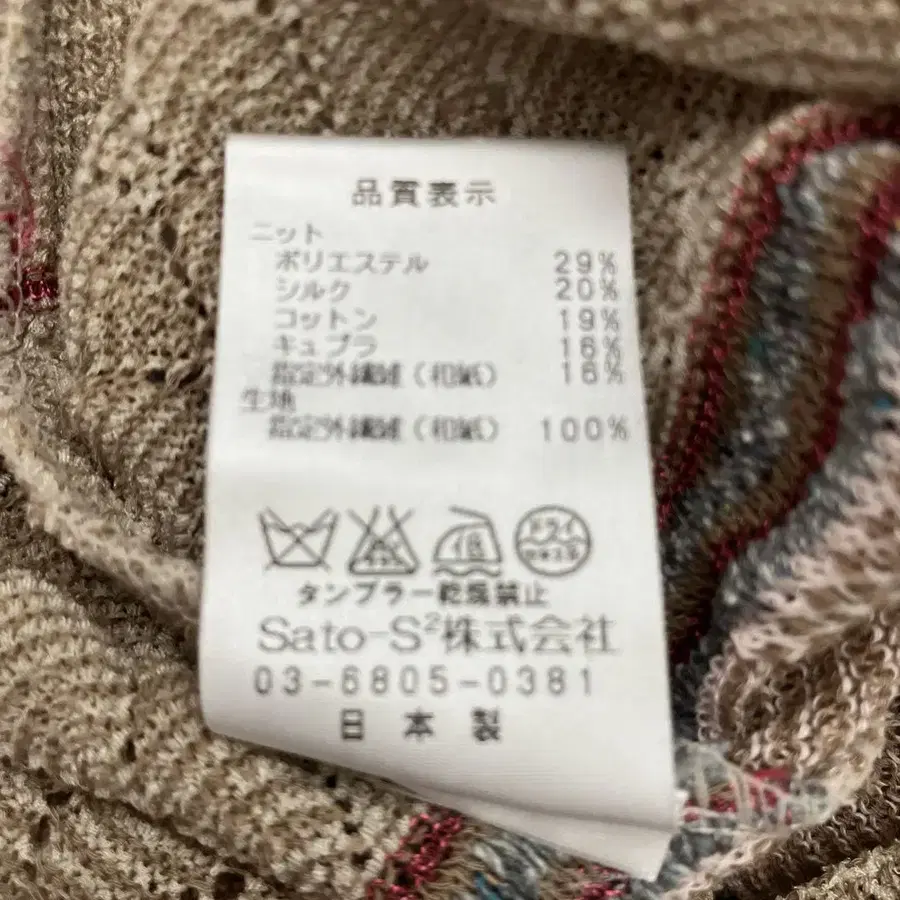 品質表示
ニット
ポリエステル 29%
シルク 20%
コットン 19%
キュプラ 16%
指定外繊維(和紙) 16%
生地
指定外繊維(和紙) 100%
ドライ
タンブラー乾燥禁止
Sato-S²株式会社
03-6805-0381
日本製